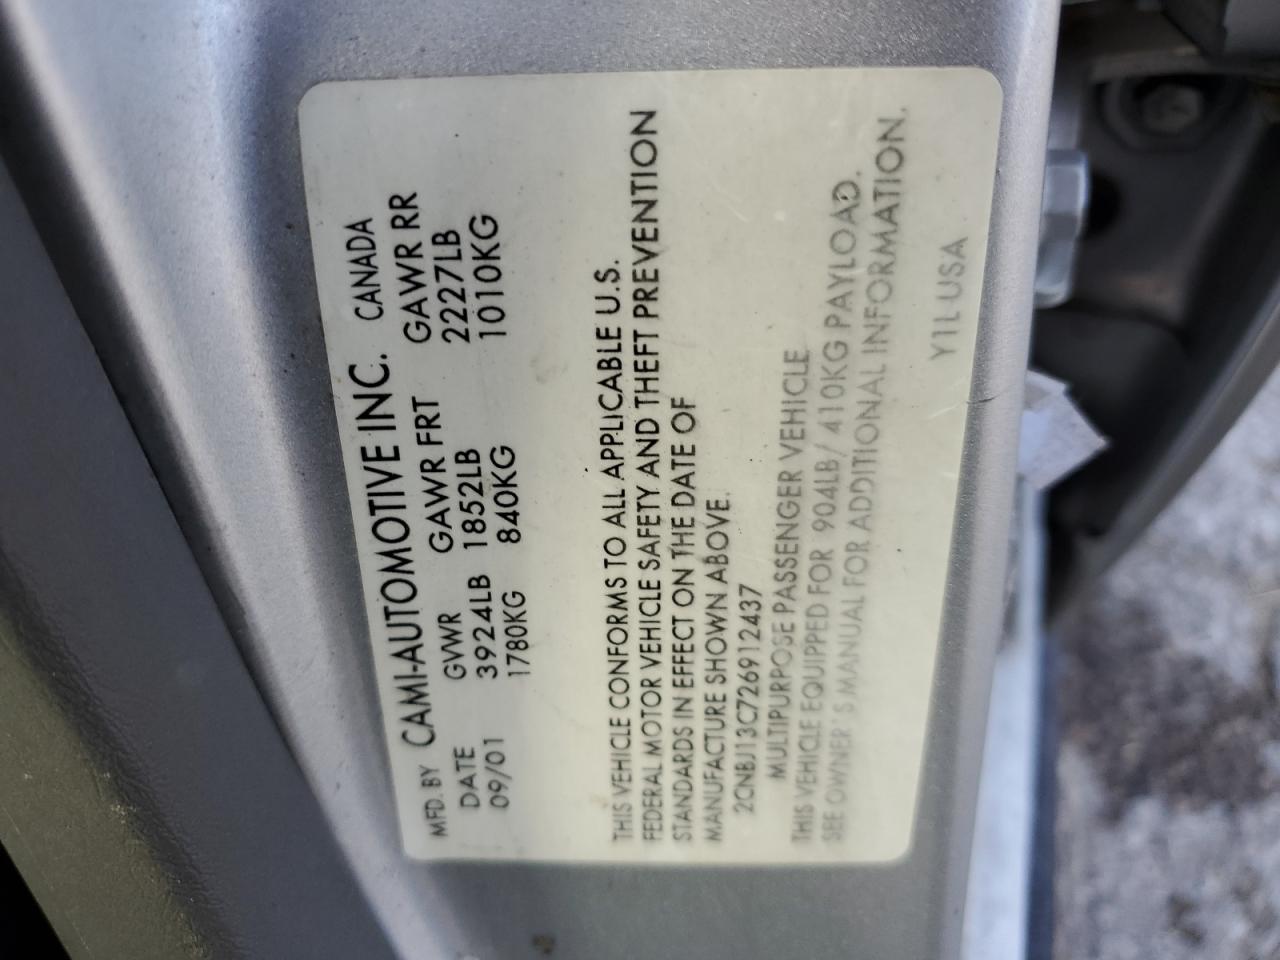 MFD. BY CAMI-AUTOMOTIVE INC. CANADA
DATE GVWR GAWR FRT GAWR RR
09/01 3924LB 1852LB 2227LB
1780KG 840KG 1010KG
THIS VEHICLE CONFORMS TO ALL APPLICABLE U.S.
FEDERAL MOTOR VEHICLE SAFETY AND THEFT PREVENTION
STANDARDS IN EFFECT ON THE DATE OF
MANUFACTURE SHOWN ABOVE.
2CNBJ13C726912437
MULTIPURPOSE PASSENGER VEHICLE
THIS VEHICLE EQUIPPED FOR 904LB/ 410KG PAYLOAD.
SEE OWNER'S MANUAL FOR ADDITIONAL INFORMATION.
Y1L USA